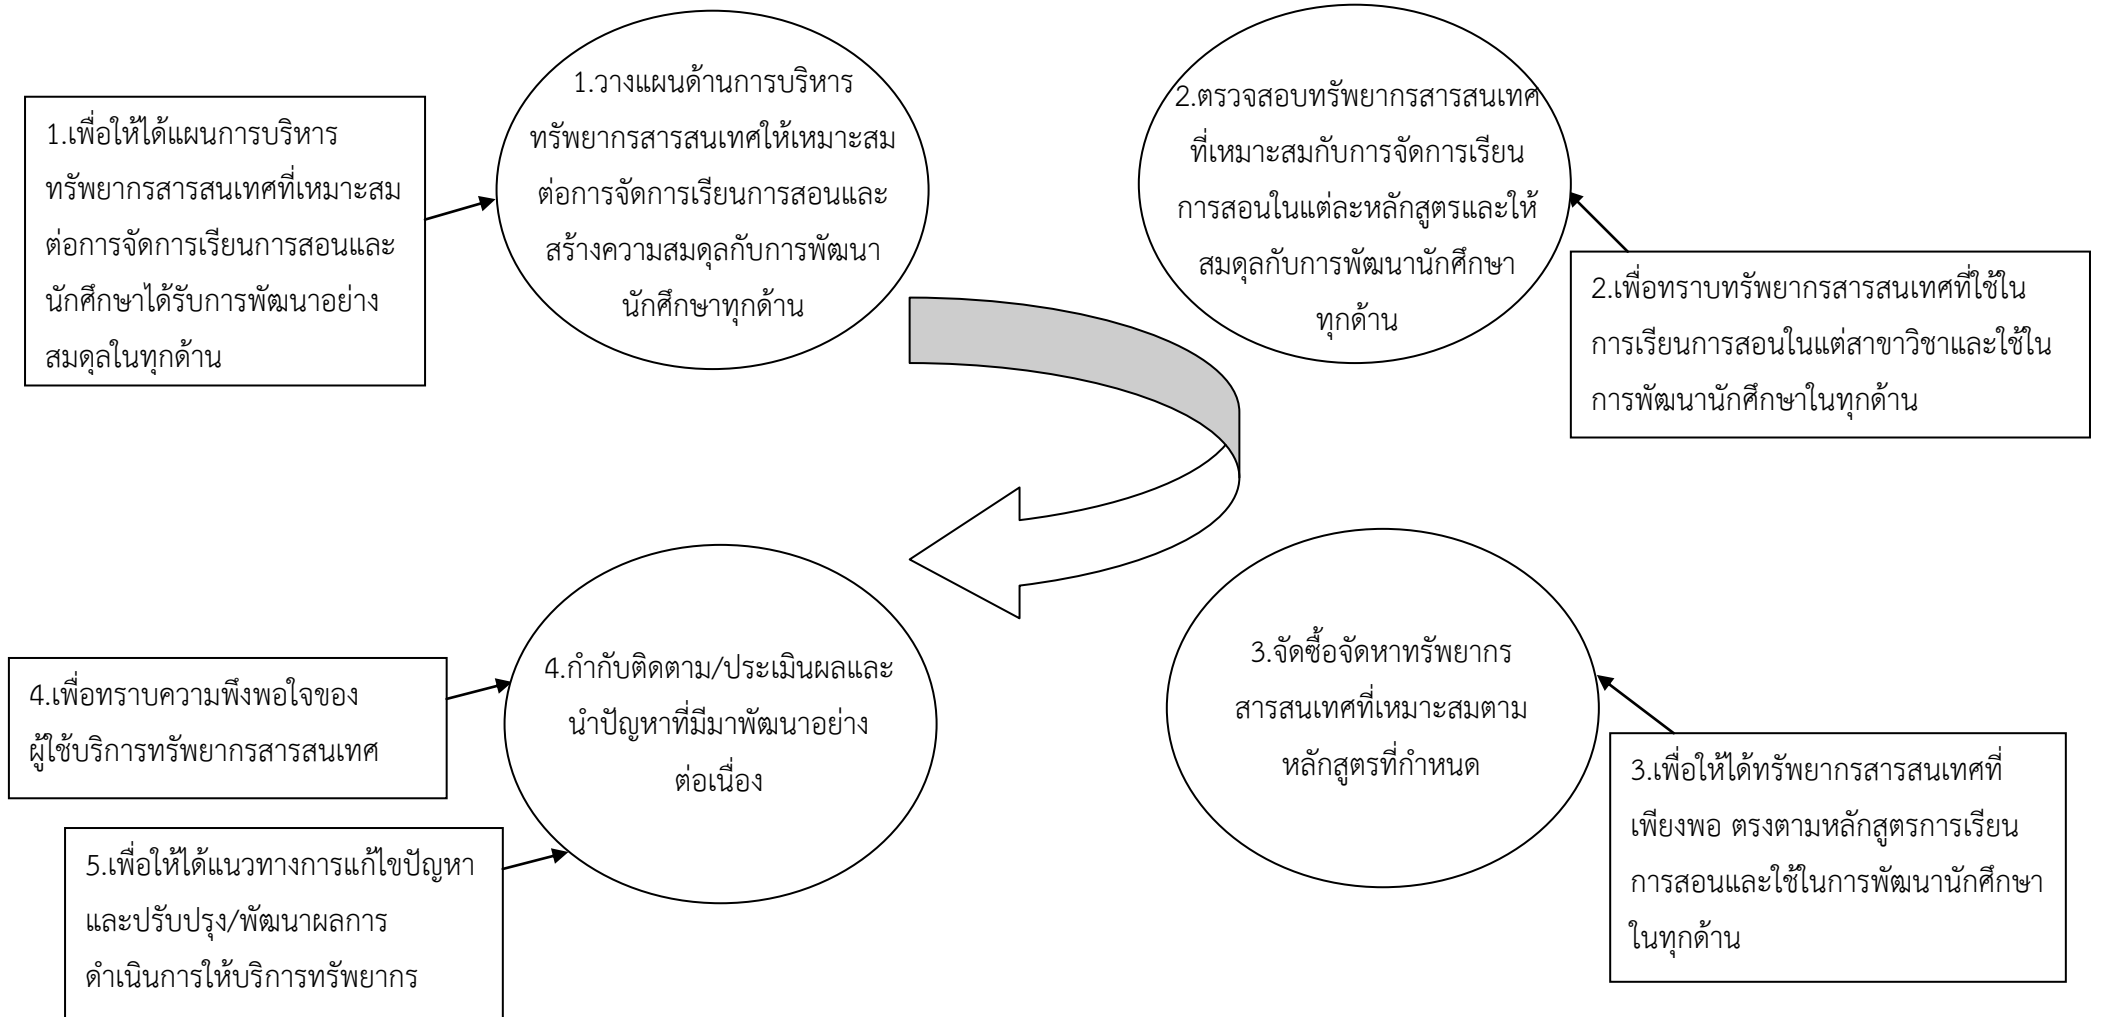 1.เพื่อให้ได้แผนการบริหาร
ทรัพยากรสารสนเทศที่เหมาะสม
ต่อการจัดการเรียนการสอนและ
นักศึกษาได้รับการพัฒนาอย่าง
สมดุลในทุกด้าน
1.วางแผนด้านการบริหาร
ทรัพยากรสารสนเทศให้เหมาะสม
ต่อการจัดการเรียนการสอนและ
สร้างความสมดุลกับการพัฒนา
นักศึกษาทุกด้าน
2.ตรวจสอบทรัพยากรสารสนเทศ
ที่เหมาะสมกับการจัดการเรียน
การสอนในแต่ละหลักสูตรและให้
สมดุลกับการพัฒนานักศึกษา
ทุกด้าน
2.เพื่อทราบทรัพยากรสารสนเทศที่ใช้ใน
การเรียนการสอนในแต่สาขาวิชาและใช้ใน
การพัฒนานักศึกษาในทุกด้าน
4.เพื่อทราบความพึงพอใจของ
ผู้ใช้บริการทรัพยากรสารสนเทศ
5.เพื่อให้ได้แนวทางการแก้ไขปัญหา
และปรับปรุง/พัฒนาผลการ
ดำเนินการให้บริการทรัพยากร
4.กำกับติดตาม/ประเมินผลและ
นำปัญหาที่มีมาพัฒนาอย่าง
ต่อเนื่อง
3.จัดซื้อจัดหาทรัพยากร
สารสนเทศที่เหมาะสมตาม
หลักสูตรที่กำหนด
3.เพื่อให้ได้ทรัพยากรสารสนเทศที่
เพียงพอ ตรงตามหลักสูตรการเรียน
การสอนและใช้ในการพัฒนานักศึกษา
ในทุกด้าน